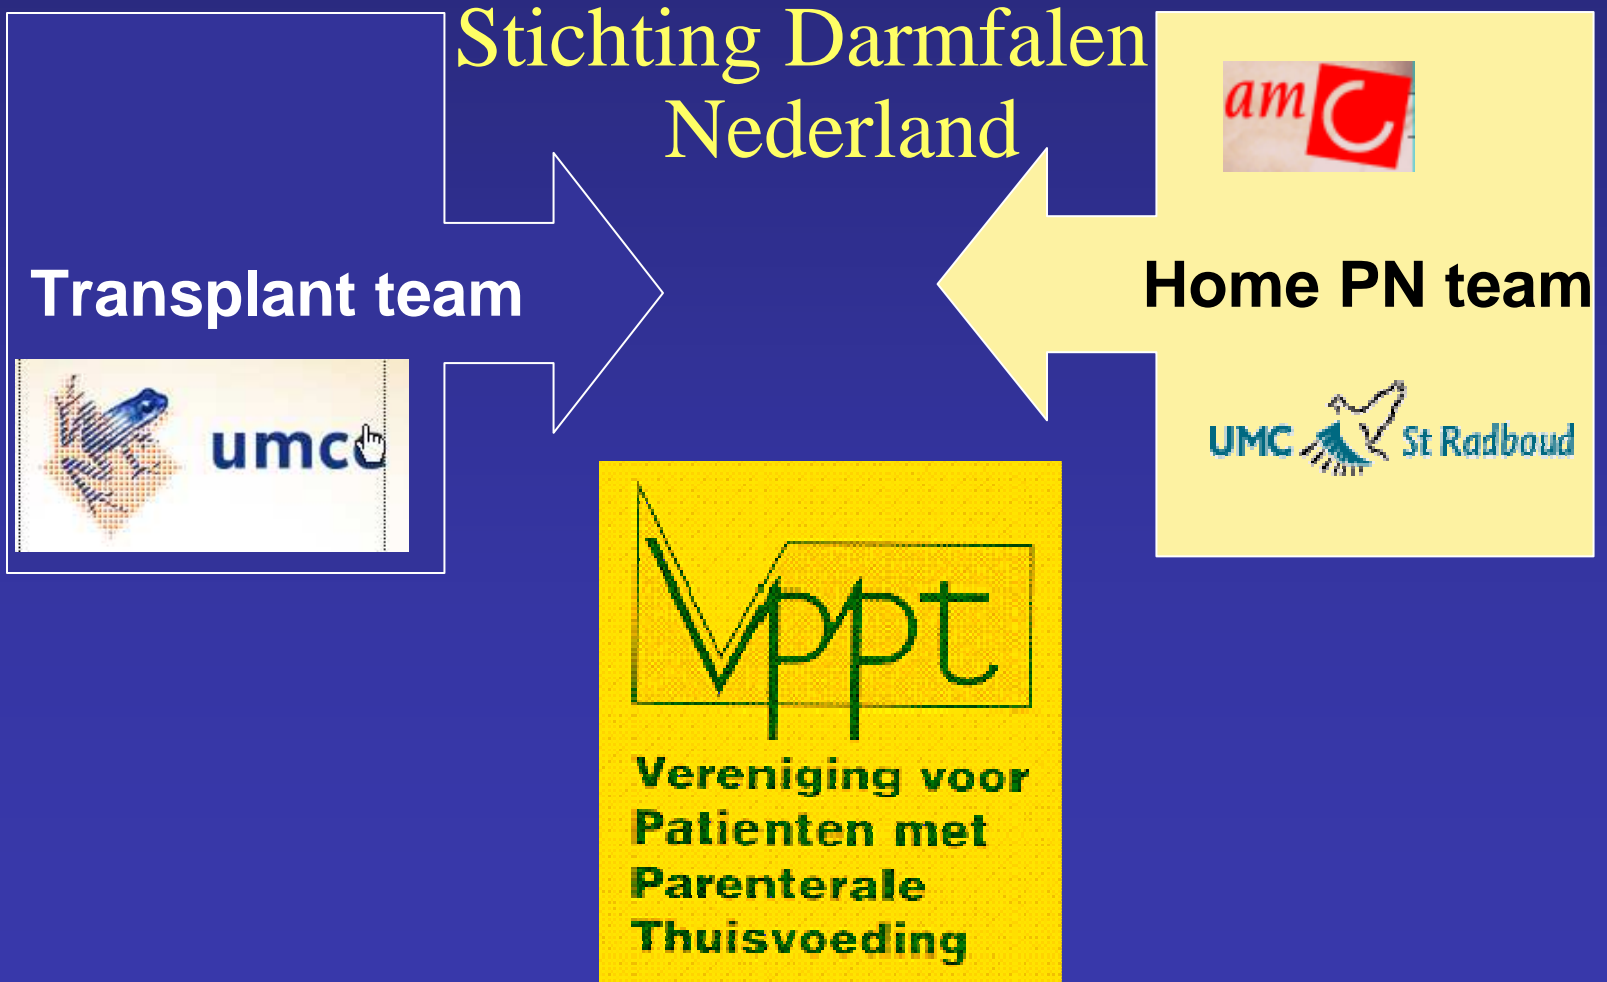 Stichting Darmfalen
Nederland
Transplant team
umc
amC
Home PN team
UMC St Radboud
Vppt
Vereniging voor
Patienten met
Parenterale
Thuisvoeding